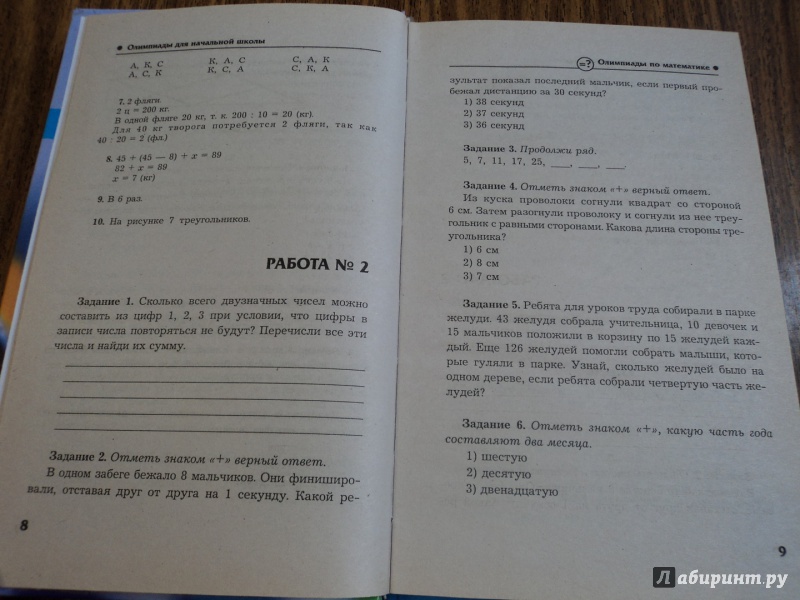 ● Олимпиады для начальной школы
А, К, С К, А, С С, А, К
А, С, К К, С, А С, К, А
7. 2 фляги.
2 ц = 200 кг.
В одной фляге 20 кг, т. к. 200 : 10 = 20 (кг).
Для 40 кг творога потребуется 2 фляги, так как
40 : 20 = 2 (фл.)
8. 45 + (45 — 8) + х = 89
82 + х = 89
х = 7 (кг)
9. В 6 раз.
10. На рисунке 7 треугольников.
РАБОТА № 2
Задание 1. Сколько всего двузначных чисел можно
составить из цифр 1, 2, 3 при условии, что цифры в
записи числа повторяться не будут? Перечисли все эти
числа и найди их сумму.
Задание 2. Отметь знаком «+» верный ответ.
В одном забеге бежало 8 мальчиков. Они финиширо-
вали, отставая друг от друга на 1 секунду. Какой ре-
8
=? Олимпиады по математике ●
зультат показал последний мальчик, если первый про-
бежал дистанцию за 30 секунд?
1) 38 секунд
2) 37 секунд
3) 36 секунд
Задание 3. Продолжи ряд.
5, 7, 11, 17, 25, ___, ___, ___.
Задание 4. Отметь знаком «+» верный ответ.
Из куска проволоки согнули квадрат со стороной
6 см. Затем разогнули проволоку и согнули из нее треу-
гольник с равными сторонами. Какова длина стороны тре-
угольника?
1) 6 см
2) 8 см
3) 7 см
Задание 5. Ребята для уроков труда собирали в парке
желуди. 43 желудя собрала учительница, 10 девочек и
15 мальчиков положили в корзину по 15 желудей каж-
дый. Еще 126 желудей помогли собрать малыши, кото-
рые гуляли в парке. Узнай, сколько желудей было на
одном дереве, если ребята собрали четвертую часть же-
лудей?
Задание 6. Отметь знаком «+», какую часть года
составляют два месяца.
1) шестую
2) десятую
3) двенадцатую
9
Лабиринт.ру